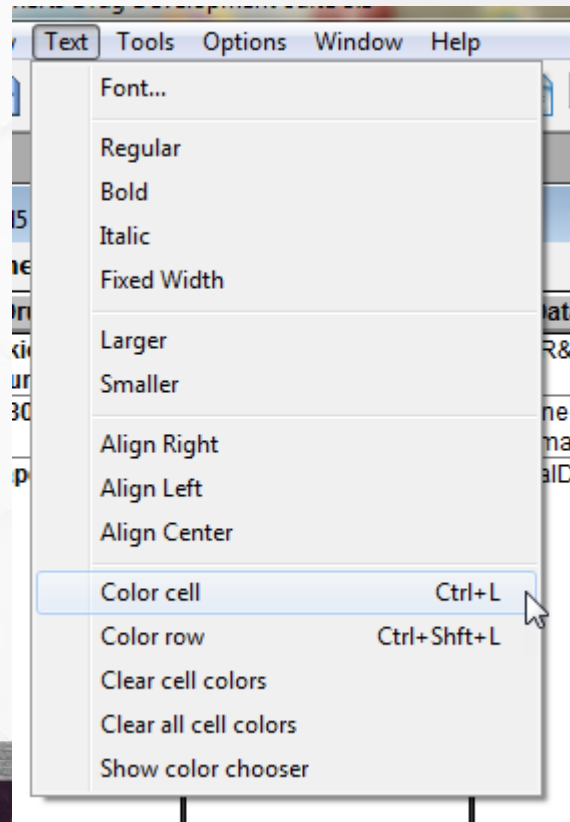 Text Tools Options Window Help
Font...
Regular
Bold
Italic
Fixed Width
Larger
Smaller
Align Right
Align Left
Align Center
Color cell Ctrl+L
Color row Ctrl+Shft+L
Clear cell colors
Clear all cell colors
Show color chooser